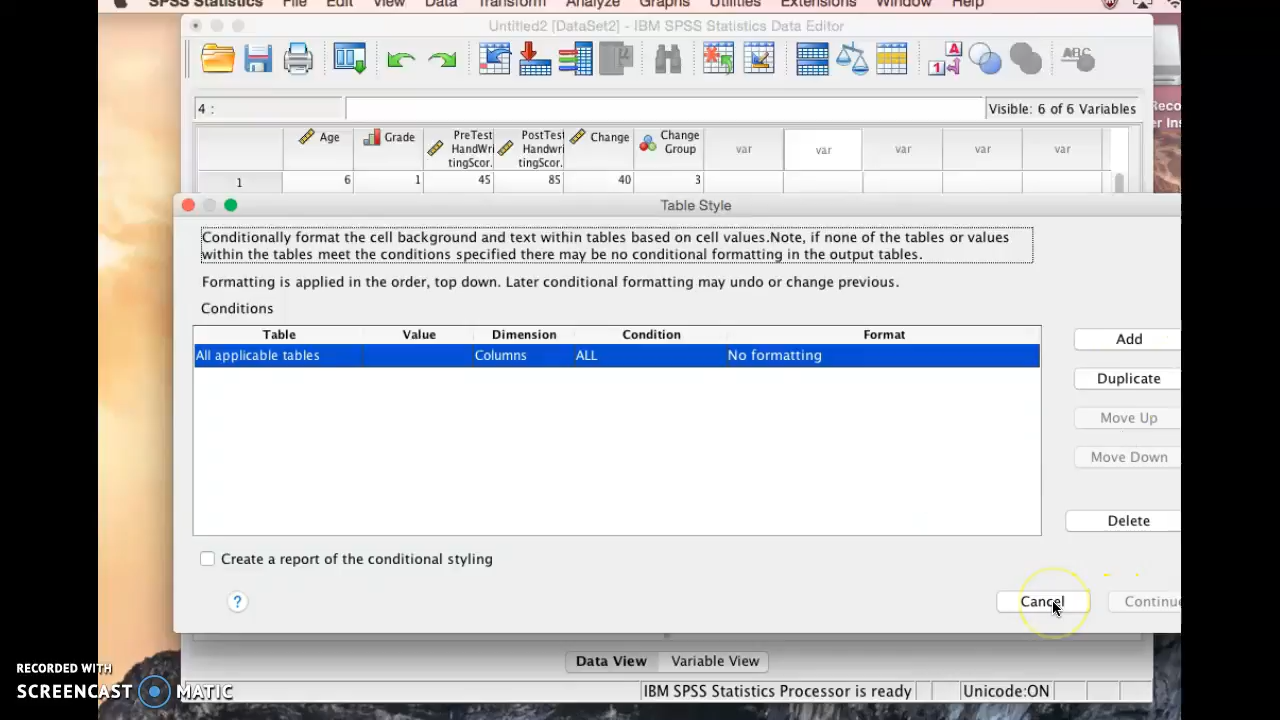 SPSS Statistics File Edit View Data Transform Analyze Graphs Utilities Extensions Window Help
Untitled2 [DataSet2] - IBM SPSS Statistics Data Editor
A
1
ABC
4 :
Visible: 6 of 6 Variables
Age
Grade
PreTest
HandWri
tingScor.
PostTest
Handwri
tingScor.
Change
Change
Group
var
var
var
var
var
1 6 1 45 85 40 3
Table Style
Conditionally format the cell background and text within tables based on cell values.Note, if none of the tables or values
within the tables meet the conditions specified there may be no conditional formatting in the output tables.
Formatting is applied in the order, top down. Later conditional formatting may undo or change previous.
Conditions
Table Value Dimension Condition Format
All applicable tables Columns ALL No formatting
Add
Duplicate
Move Up
Move Down
Delete
Create a report of the conditional styling
?
Cancel
Continue
Data View Variable View
IBM SPSS Statistics Processor is ready Unicode:ON
RECORDED WITH
SCREENCAST MATIC